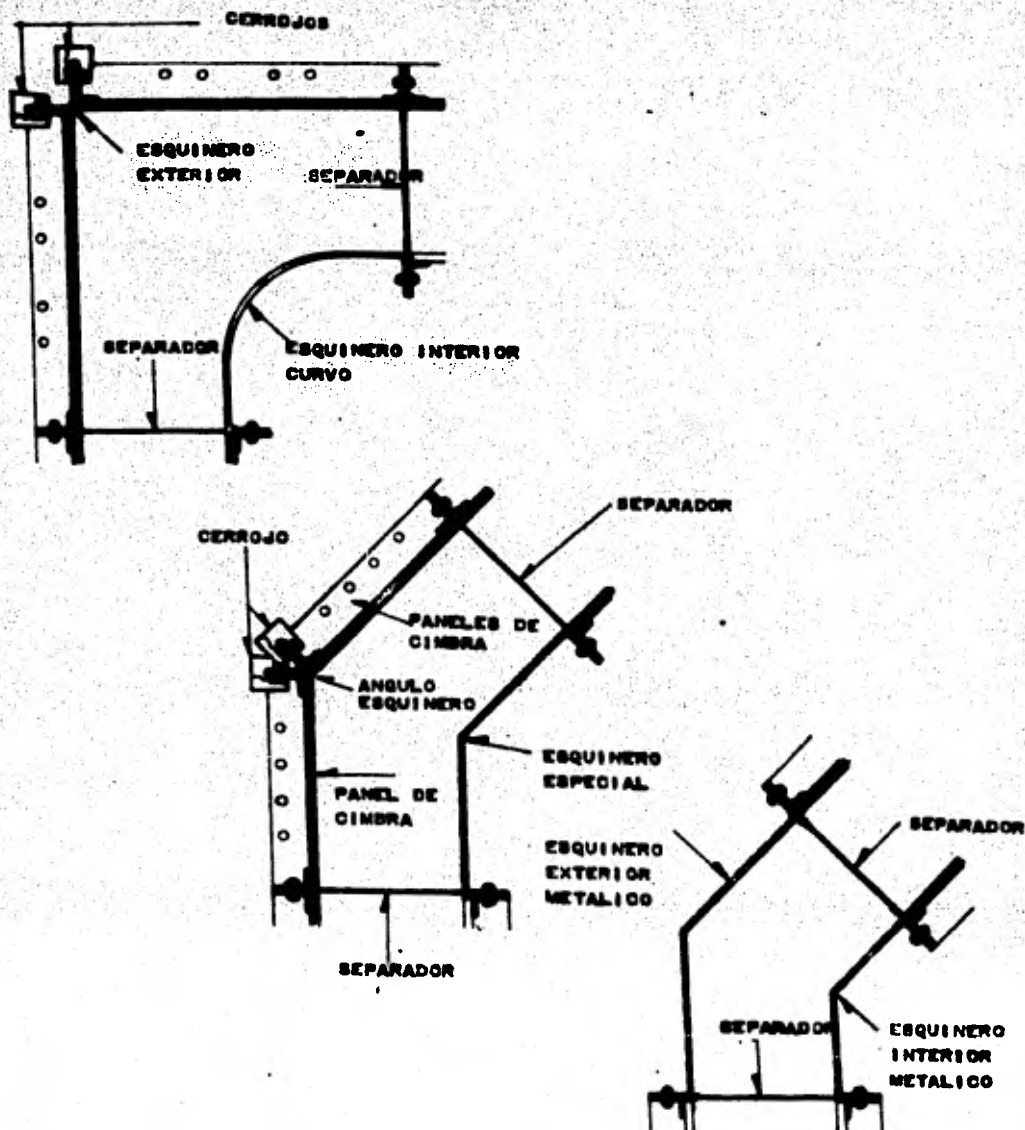 CERROJOS
ESQUINERO
EXTERIOR
SEPARADOR
SEPARADOR
ESQUINERO INTERIOR
CURVO
SEPARADOR
CERROJO
PANELES DE
CIMBRA
ANGULO
ESQUINERO
ESQUINERO
ESPECIAL
PANEL DE
CIMBRA
SEPARADOR
ESQUINERO
EXTERIOR
METALICO
SEPARADOR
SEPARADOR
ESQUINERO
INTERIOR
METALICO